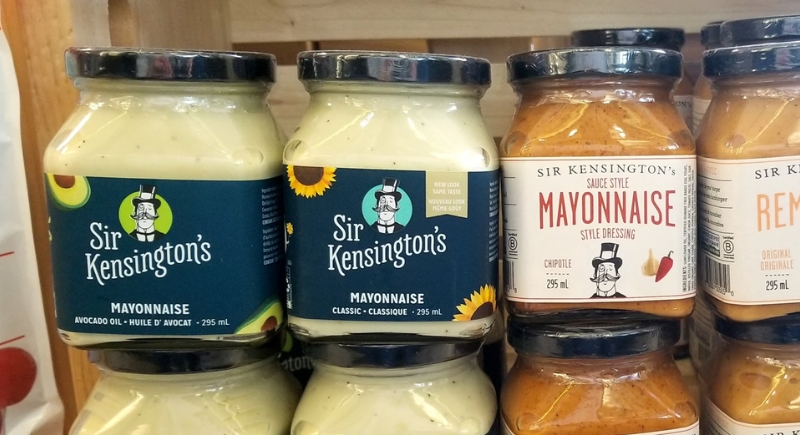 Sir
Kensington's
MAYONNAISE
AVOCADO OIL • HUILE D'AVOCAT • 295 mL
NEW LOOK
SAME TASTE
NOUVEAU LOOK
MÊME GOÛT
Sir
Kensington's
MAYONNAISE
CLASSIC • CLASSIQUE • 295 mL
SIR KENSINGTON'S
SAUCE STYLE
MAYONNAISE
STYLE DRESSING
CHIPOTLE
295 mL
SIR
REM
ORIGINAL
ORIGINALE
295 mL